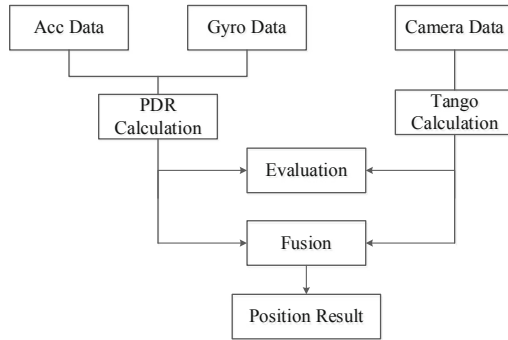 Acc Data
Gyro Data
Camera Data
PDR
Calculation
Tango
Calculation
Evaluation
Fusion
Position Result